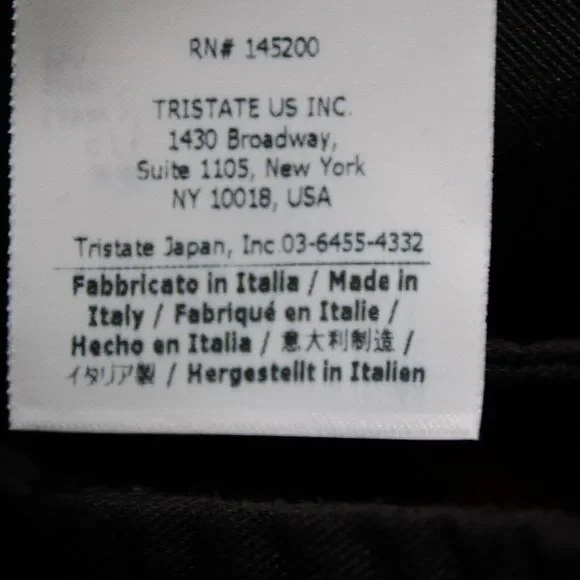 RN# 145200
TRISTATE US INC.
1430 Broadway,
Suite 1105, New York
NY 10018, USA
Tristate Japan, Inc.03-6455-4332
Fabbricato in Italia / Made in
Italy / Fabriqué en Italie /
Hecho en Italia / 意大利制造 /
イタリア製 / Hergestellt in Italien